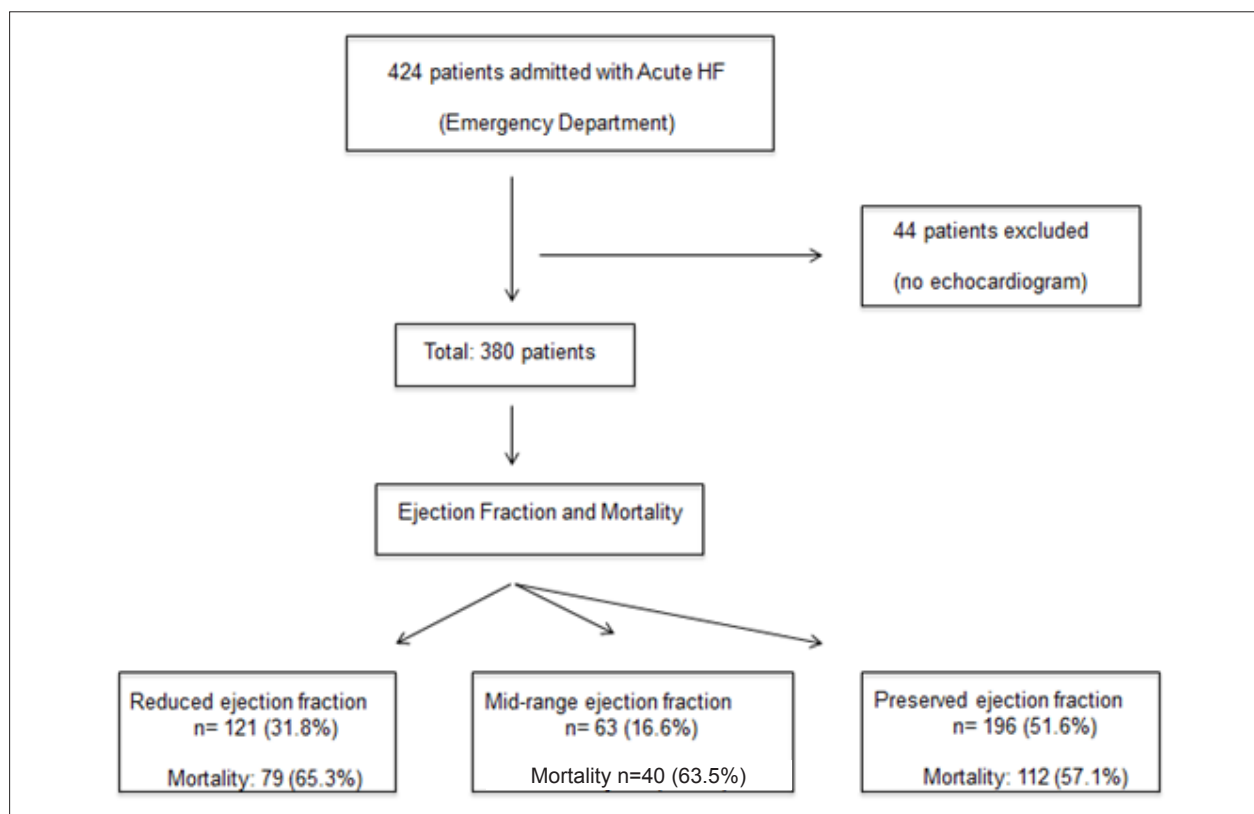 424 patients admitted with Acute HF
(Emergency Department)
44 patients excluded
(no echocardiogram)
Total: 380 patients
Ejection Fraction and Mortality
Reduced ejection fraction
n= 121 (31.8%)
Mortality: 79 (65.3%)
Mid-range ejection fraction
n= 63 (16.6%)
Mortality n=40 (63.5%)
Preserved ejection fraction
n= 196 (51.6%)
Mortality: 112 (57.1%)